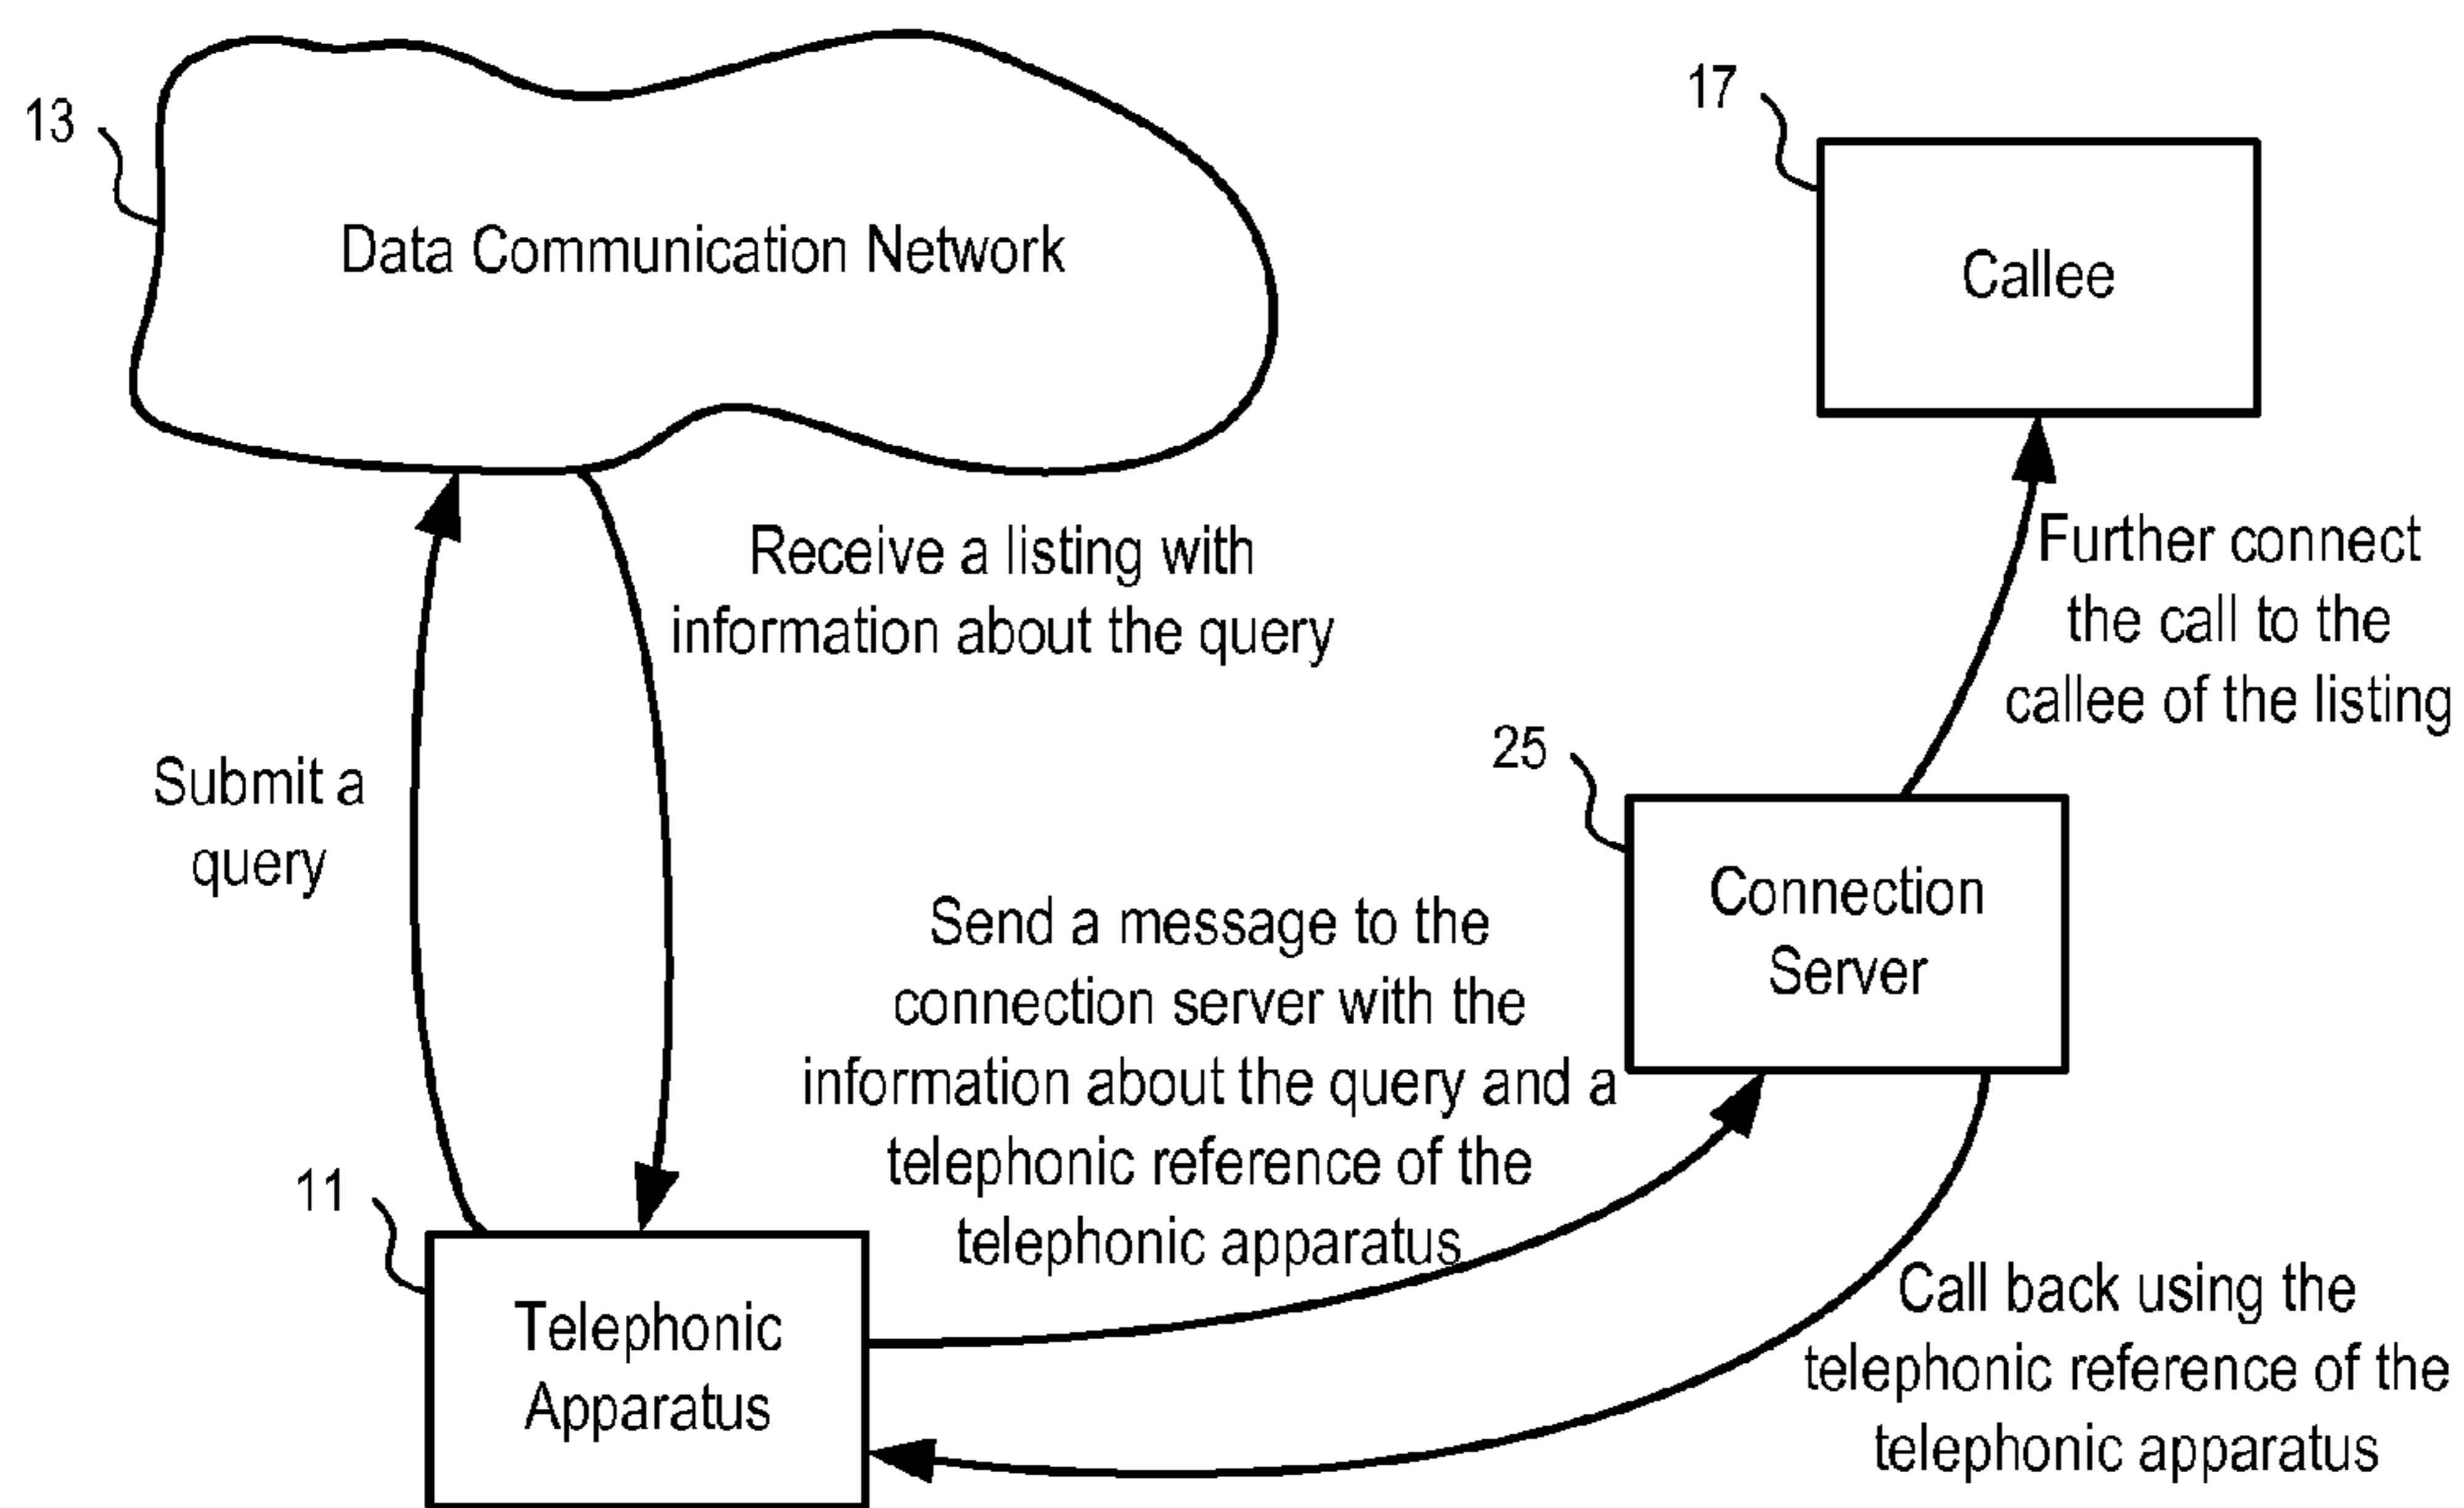 13
Data Communication Network
17
Callee
Receive a listing with
information about the query
Further connect
the call to the
callee of the listing
Submit a
query
25
Connection
Server
Send a message to the
connection server with the
information about the query and a
telephonic reference of the
telephonic apparatus
11
Telephonic
Apparatus
Call back using the
telephonic reference of the
telephonic apparatus